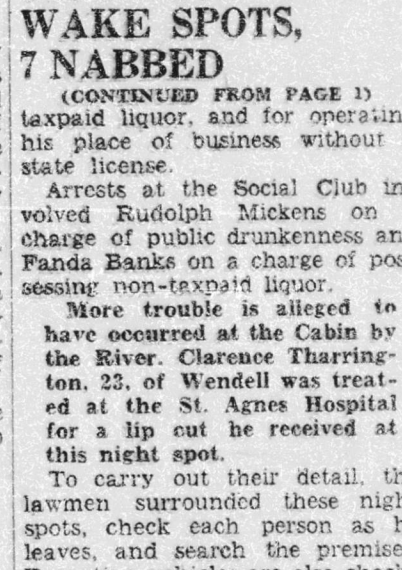 WAKE SPOTS,
7 NABBED
(CONTINUED FROM PAGE 1)
taxpaid liquor, and for operatin
his place of business without
state license.
Arrests at the Social Club in
volved Rudolph Mickens on
charge of public drunkenness an
Fanda Banks on a charge of pos
sessing non-taxpaid liquor.
More trouble is alleged to
have occurred at the Cabin by
the River. Clarence Tharring-
ton, 23, of Wendell was treat-
ed at the St. Agnes Hospital
for a lip cut he received at
this night spot.
To carry out their detail, th
lawmen surrounded these nigh
spots, check each person as h
leaves, and search the premise